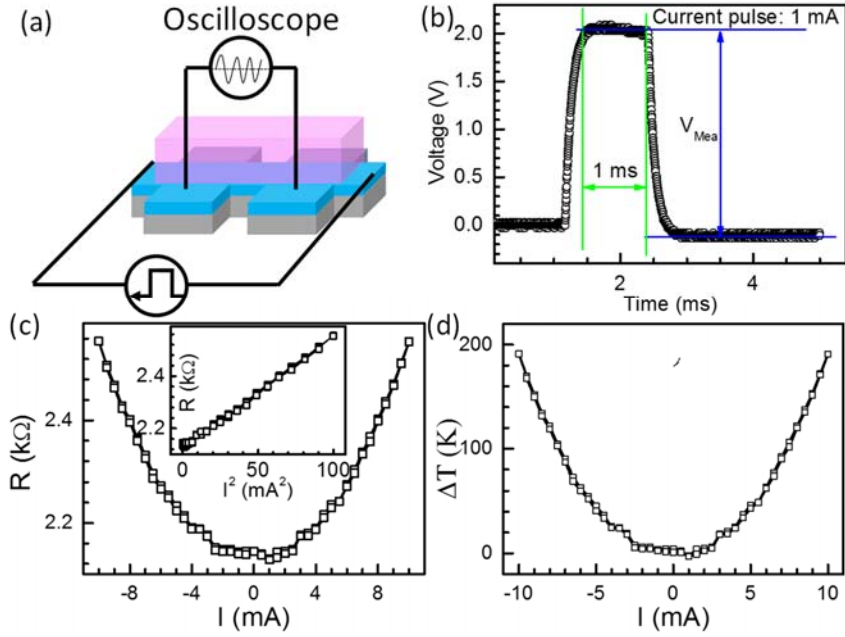 (a)
Oscilloscope
(b)
Current pulse: 1 mA
V_Mea
1 ms
Voltage (V)
2.0
1.5
1.0
0.5
0.0
2
4
Time (ms)
(c)
R (kΩ)
2.4
2.2
-8
-4
0
4
8
I (mA)
R (kΩ)
2.4
2.2
0
50
100
I² (mA²)
(d)
ΔT (K)
200
100
0
-10
-5
0
5
10
I (mA)